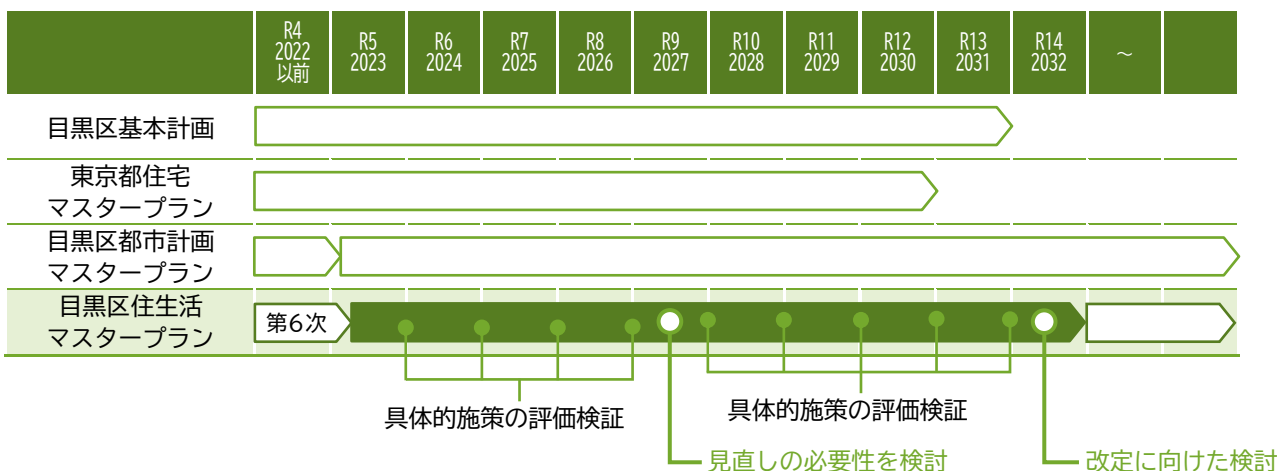 R4
2022
以前
R5
2023
R6
2024
R7
2025
R8
2026
R9
2027
R10
2028
R11
2029
R12
2030
R13
2031
R14
2032
～
目黒区基本計画
東京都住宅
マスタープラン
目黒区都市計画
マスタープラン
目黒区住生活
マスタープラン
第6次
具体的施策の評価検証
具体的施策の評価検証
見直しの必要性を検討
改定に向けた検討